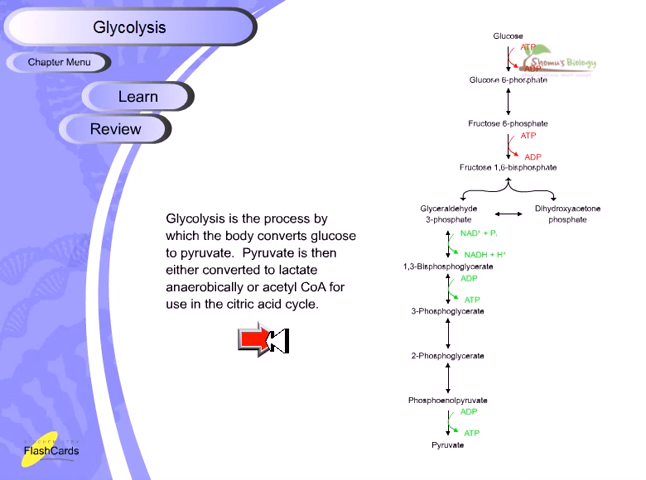 Glycolysis
Chapter Menu
Learn
Review
Glycolysis is the process by
which the body converts glucose
to pyruvate.  Pyruvate is then
either converted to lactate
anaerobically or acetyl CoA for
use in the citric acid cycle.
FlashCards
Glucose
ATP
ADP
Shomu's Biology
Glucose 6-phosphate
Fructose 6-phosphate
ATP
ADP
Fructose 1,6-bisphosphate
Glyceraldehyde
3-phosphate
Dihydroxyacetone
phosphate
NAD⁺ + Pᵢ
NADH + H⁺
1,3-Bisphosphoglycerate
ADP
ATP
3-Phosphoglycerate
2-Phosphoglycerate
Phosphoenolpyruvate
ADP
ATP
Pyruvate